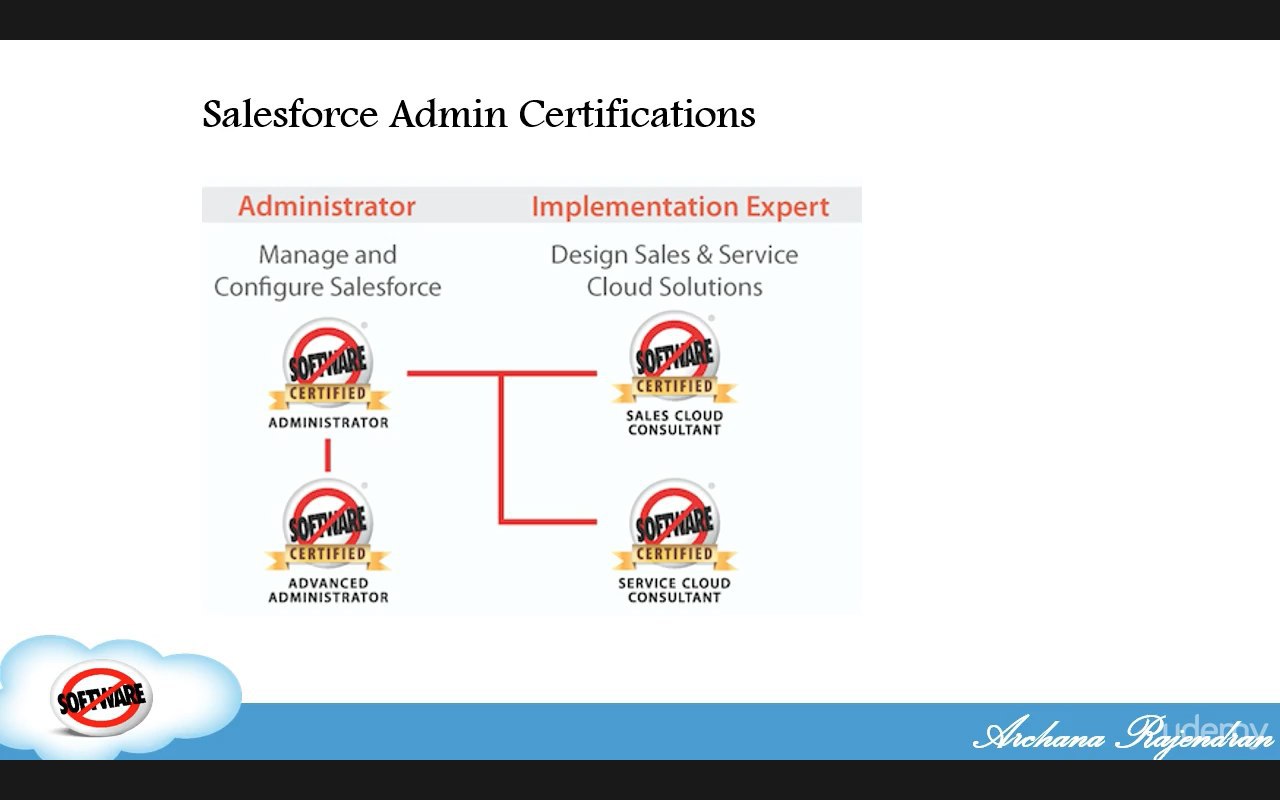 Salesforce Admin Certifications
Administrator
Implementation Expert
Manage and
Configure Salesforce
Design Sales & Service
Cloud Solutions
SOFTWARE
CERTIFIED
ADMINISTRATOR
SOFTWARE
CERTIFIED
SALES CLOUD
CONSULTANT
SOFTWARE
CERTIFIED
ADVANCED
ADMINISTRATOR
SOFTWARE
CERTIFIED
SERVICE CLOUD
CONSULTANT
SOFTWARE
Archana Rajendran
udemy